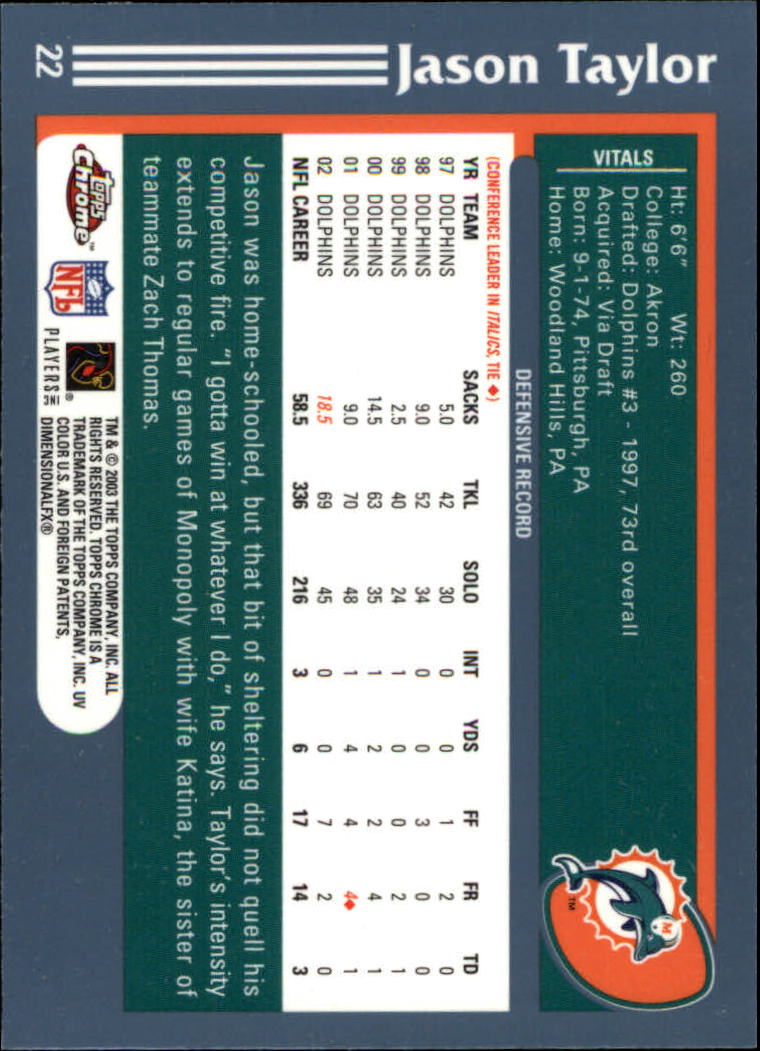 Jason Taylor
22
VITALS
Ht: 6'6" Wt: 260
College: Akron
Drafted: Dolphins #3 - 1997, 73rd overall
Acquired: Via Draft
Born: 9-1-74, Pittsburgh, PA
Home: Woodland Hills, PA
M
TM
DEFENSIVE RECORD
(CONFERENCE LEADER IN ITALICS, TIE ♦)
YR TEAM SACKS TKL SOLO INT YDS FF FR TD
97 DOLPHINS 5.0 42 30 0 0 1 2 0
98 DOLPHINS 9.0 52 34 0 0 3 0 0
99 DOLPHINS 2.5 40 24 1 0 0 2 1
00 DOLPHINS 14.5 63 35 1 2 2 4 1
01 DOLPHINS 9.0 70 48 1 4 4 4♦ 1
02 DOLPHINS 18.5 69 45 0 0 7 2 0
NFL CAREER 58.5 336 216 3 6 17 14 3
Jason was home-schooled, but that bit of sheltering did not quell his
competitive fire. "I gotta win at whatever I do," he says. Taylor's intensity
extends to regular games of Monopoly with wife Katina, the sister of
teammate Zach Thomas.
Topps
Chrome™
NFL
PLAYERS INC
®
TM & © 2003 THE TOPPS COMPANY, INC. ALL
RIGHTS RESERVED. TOPPS CHROME IS A
TRADEMARK OF THE TOPPS COMPANY, INC. UV
COLOR U.S. AND FOREIGN PATENTS,
DIMENSIONALFX®